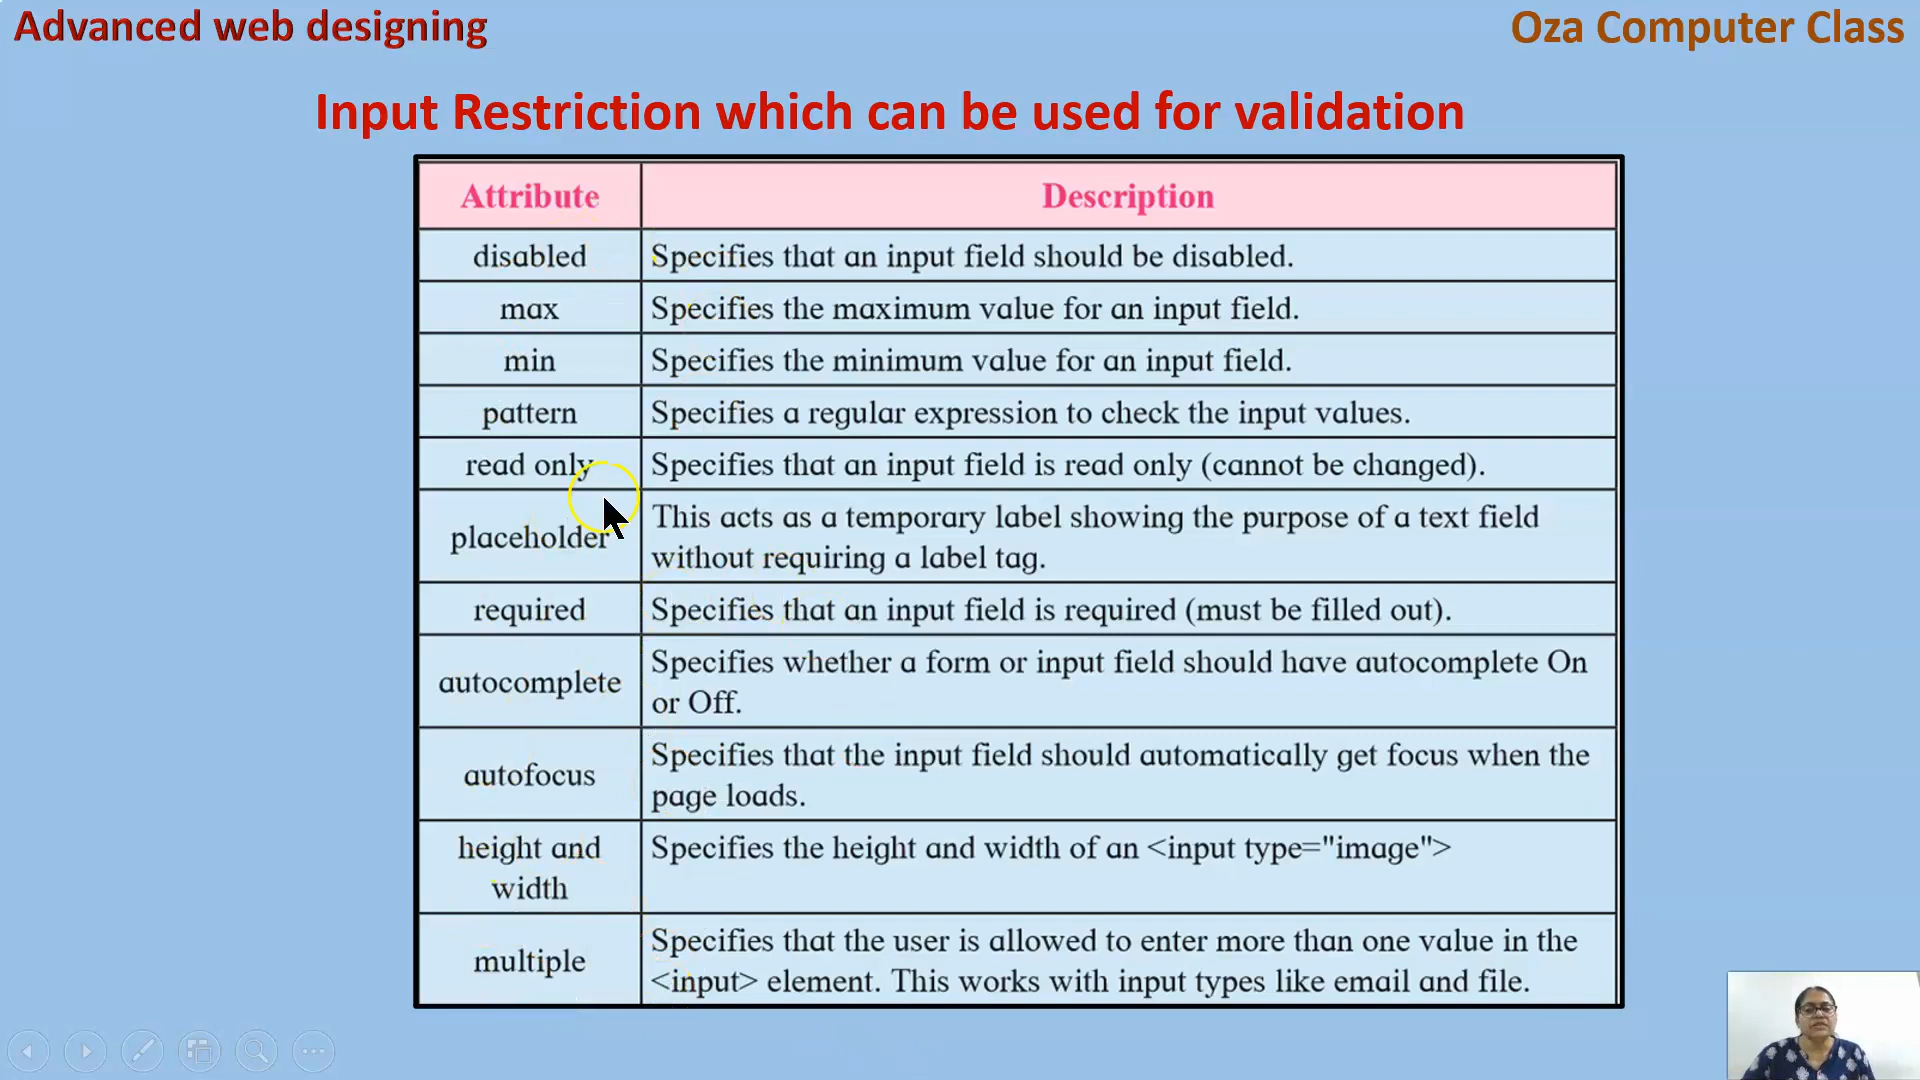 Advanced web designing
Oza Computer Class
Input Restriction which can be used for validation
Attribute
Description
disabled
Specifies that an input field should be disabled.
max
Specifies the maximum value for an input field.
min
Specifies the minimum value for an input field.
pattern
Specifies a regular expression to check the input values.
read only
Specifies that an input field is read only (cannot be changed).
placeholder
This acts as a temporary label showing the purpose of a text field
without requiring a label tag.
required
Specifies that an input field is required (must be filled out).
autocomplete
Specifies whether a form or input field should have autocomplete On
or Off.
autofocus
Specifies that the input field should automatically get focus when the
page loads.
height and
width
Specifies the height and width of an <input type="image">
multiple
Specifies that the user is allowed to enter more than one value in the
<input> element. This works with input types like email and file.